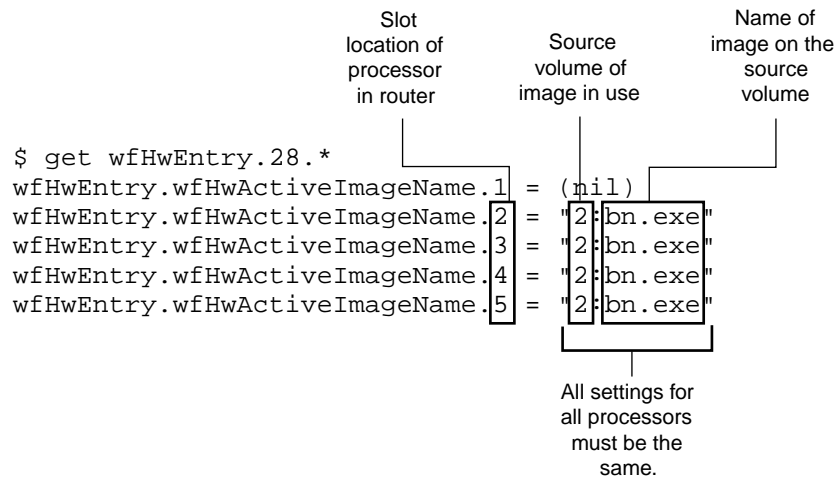 Slot
location of
processor
in router
Source
volume of
image in use
Name of
image on the
source
volume
$ get wfHwEntry.28.*
wfHwEntry.wfHwActiveImageName.1 = (nil)
wfHwEntry.wfHwActiveImageName.2 = "2:bn.exe"
wfHwEntry.wfHwActiveImageName.3 = "2:bn.exe"
wfHwEntry.wfHwActiveImageName.4 = "2:bn.exe"
wfHwEntry.wfHwActiveImageName.5 = "2:bn.exe"
All settings for
all processors
must be the
same.